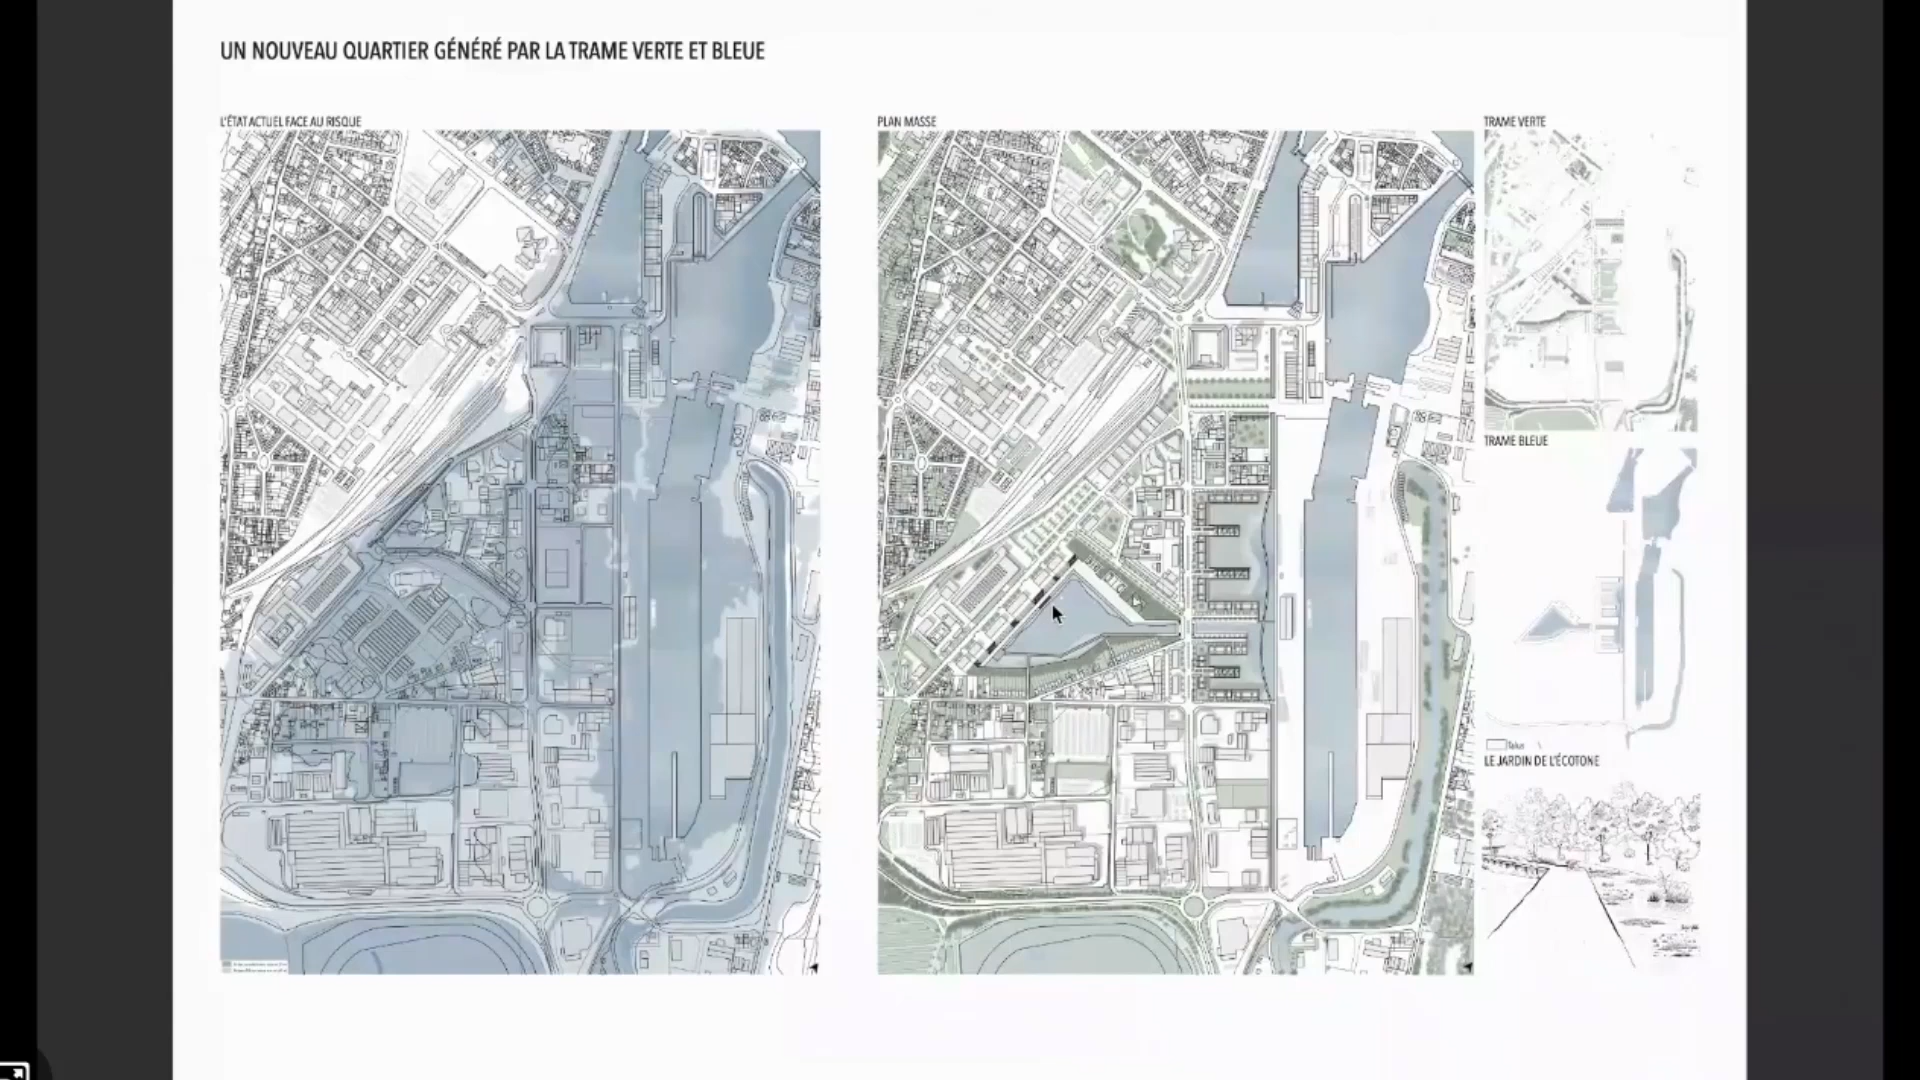 UN NOUVEAU QUARTIER GÉNÉRÉ PAR LA TRAME VERTE ET BLEUE
L'ÉTAT ACTUEL FACE AU RISQUE
PLAN MASSE
TRAME VERTE
TRAME BLEUE
LE JARDIN DE L'ÉCOTONE